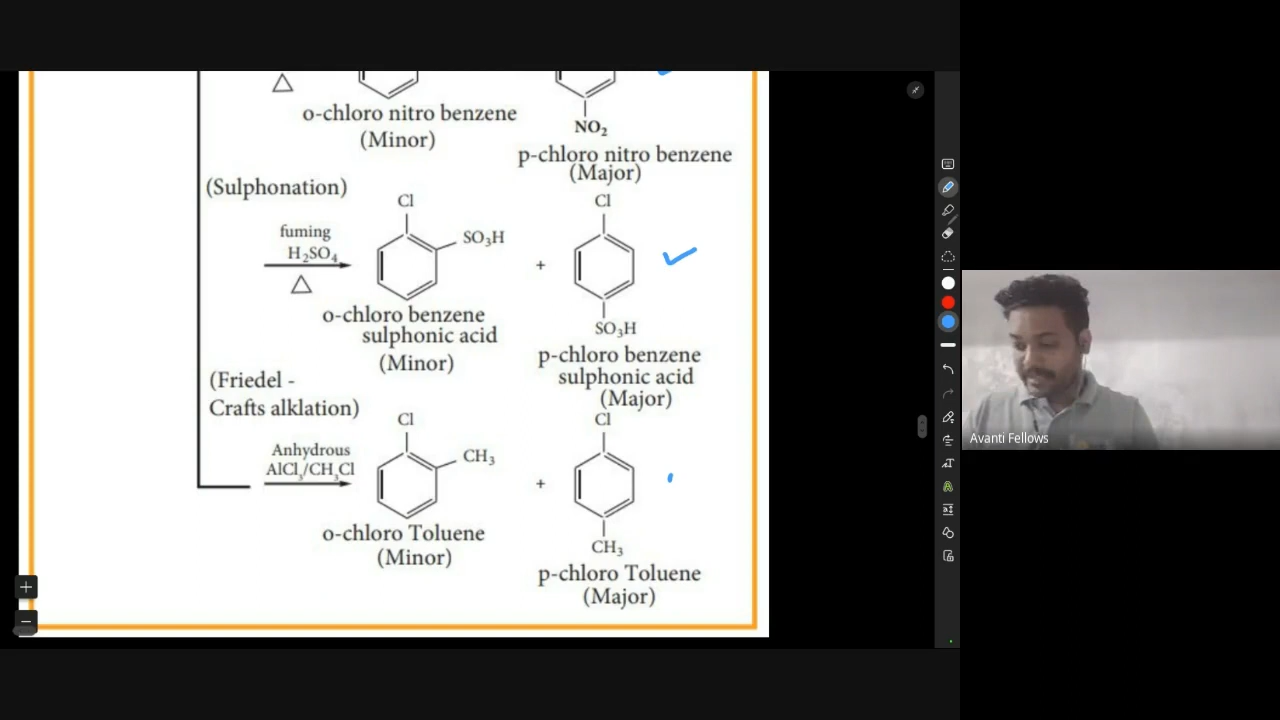 o-chloro nitro benzene
(Minor)
NO₂
p-chloro nitro benzene
(Major)
(Sulphonation)
fuming
H₂SO₄
△
Cl
SO₃H
o-chloro benzene
sulphonic acid
(Minor)
+
Cl
SO₃H
p-chloro benzene
sulphonic acid
(Major)
(Friedel -
Crafts alklation)
Anhydrous
AlCl₃/CH₃Cl
Cl
CH₃
o-chloro Toluene
(Minor)
+
Cl
CH₃
p-chloro Toluene
(Major)
Avanti Fellows